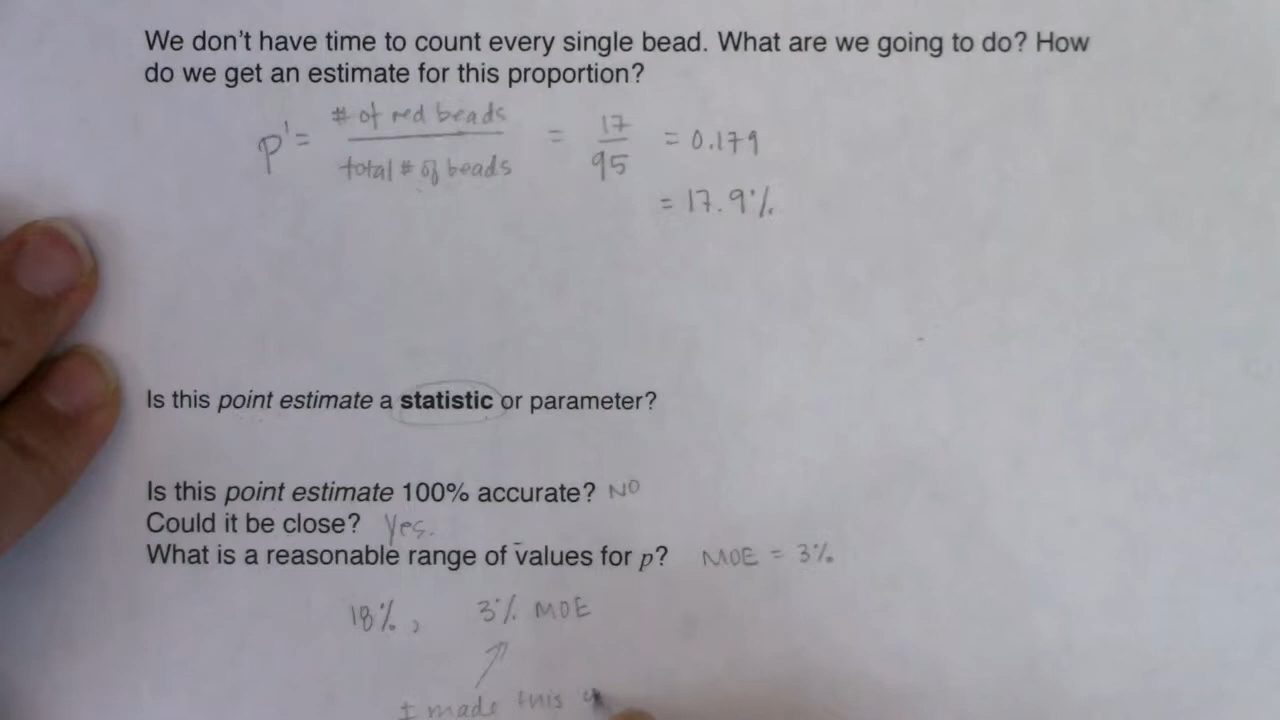 We don't have time to count every single bead. What are we going to do? How
do we get an estimate for this proportion?
p' = # of red beads / total # of beads = 17 / 95 = 0.179
= 17.9%
Is this point estimate a statistic or parameter?
Is this point estimate 100% accurate? NO
Could it be close? Yes.
What is a reasonable range of values for p? MOE = 3%
18%, 3% MOE
I made this